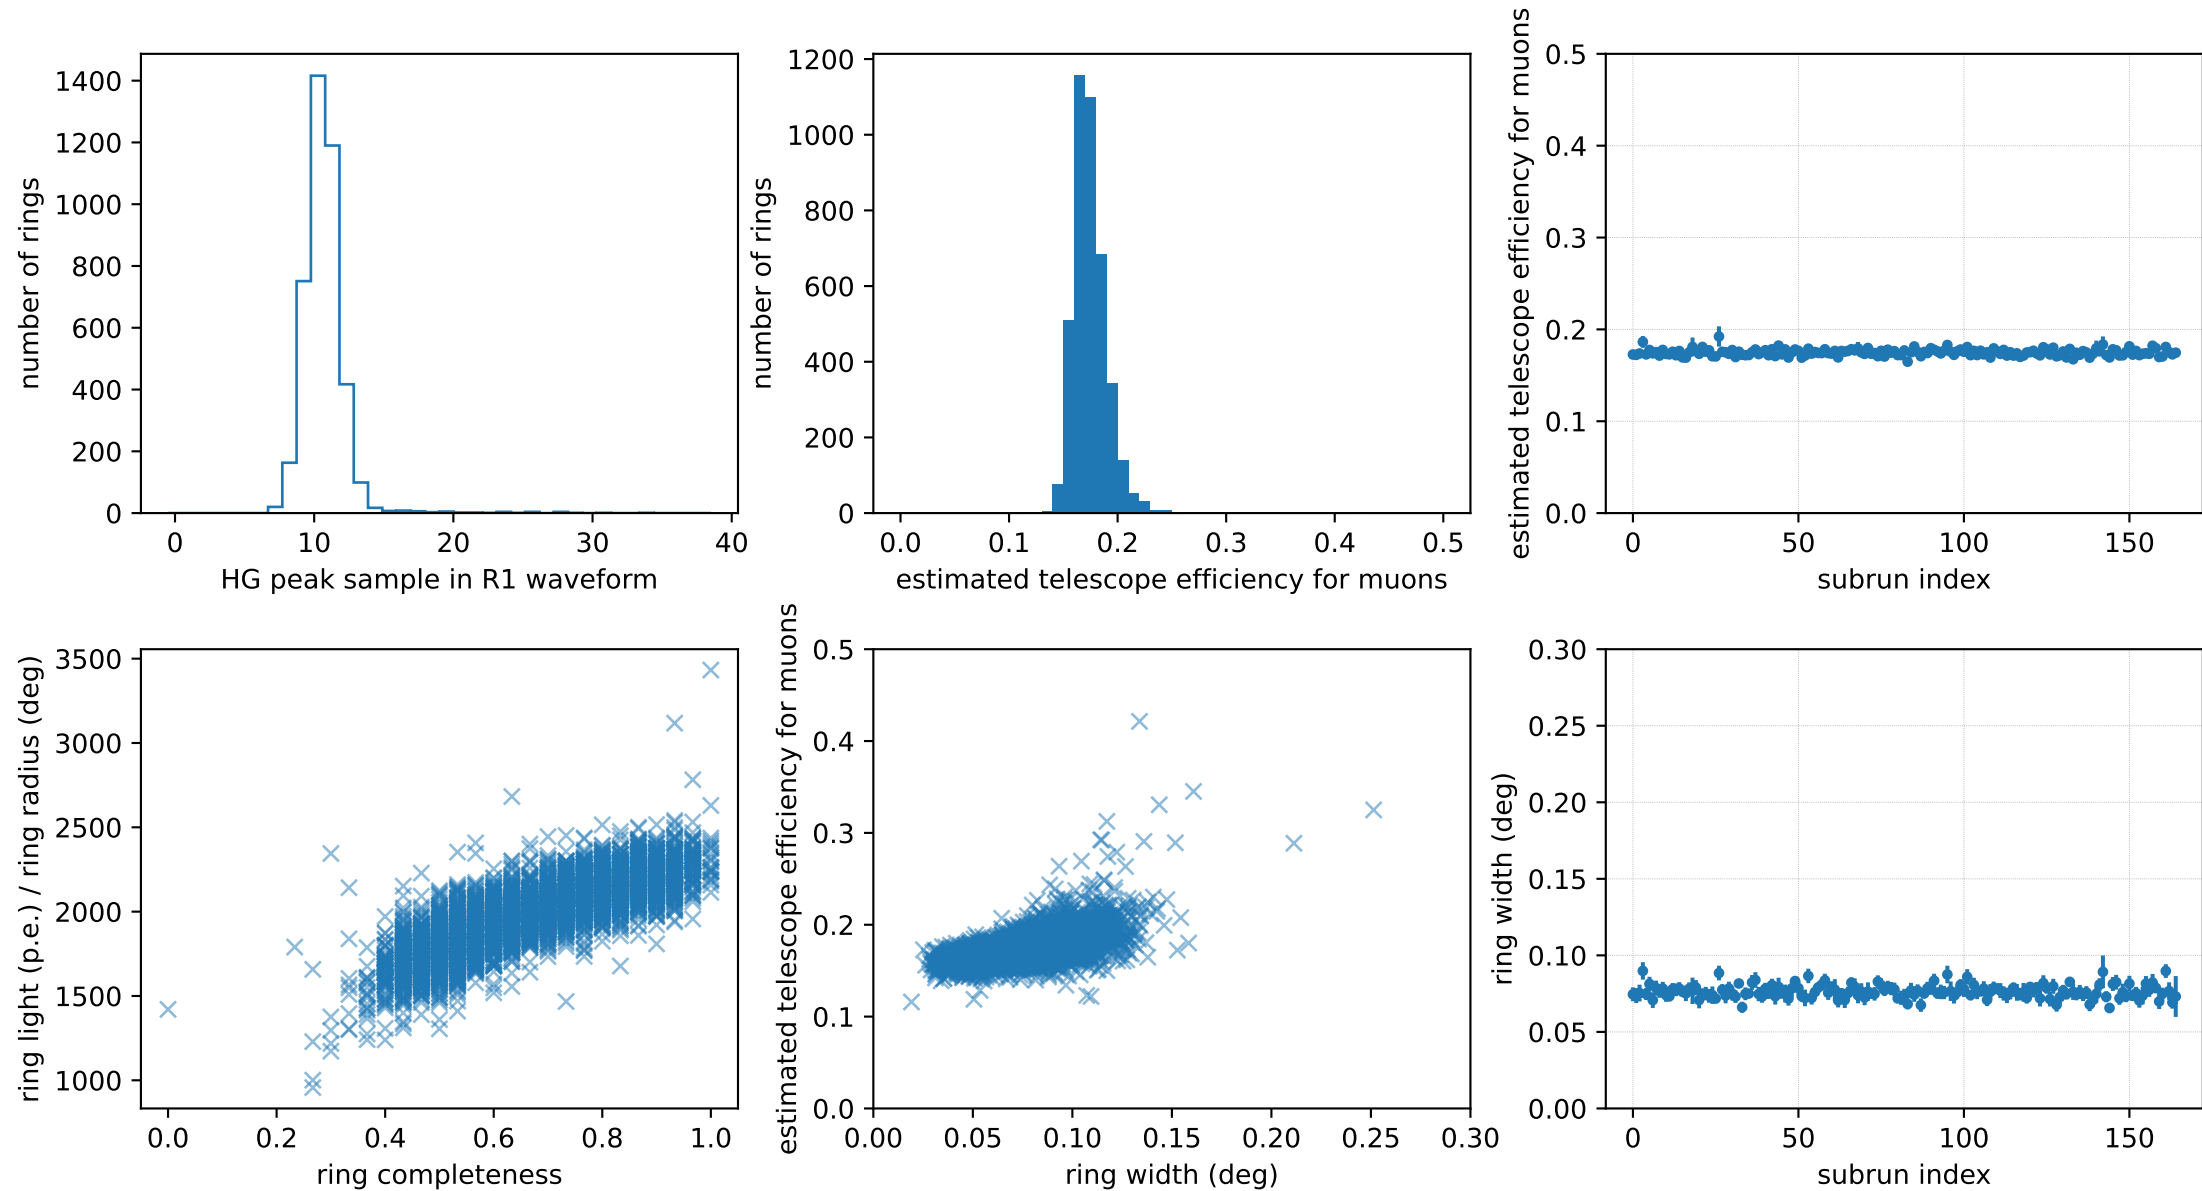 1400
1200
1000
800
600
400
200
0
number of rings
0 10 20 30 40
HG peak sample in R1 waveform
1200
1000
800
600
400
200
0
number of rings
0.0 0.1 0.2 0.3 0.4 0.5
estimated telescope efficiency for muons
0.5
0.4
0.3
0.2
0.1
0.0
estimated telescope efficiency for muons
0 50 100 150
subrun index
3500
3000
2500
2000
1500
1000
ring light (p.e.) / ring radius (deg)
0.0 0.2 0.4 0.6 0.8 1.0
ring completeness
0.5
0.4
0.3
0.2
0.1
0.0
estimated telescope efficiency for muons
0.00 0.05 0.10 0.15 0.20 0.25 0.30
ring width (deg)
0.30
0.25
0.20
0.15
0.10
0.05
0.00
ring width (deg)
0 50 100 150
subrun index